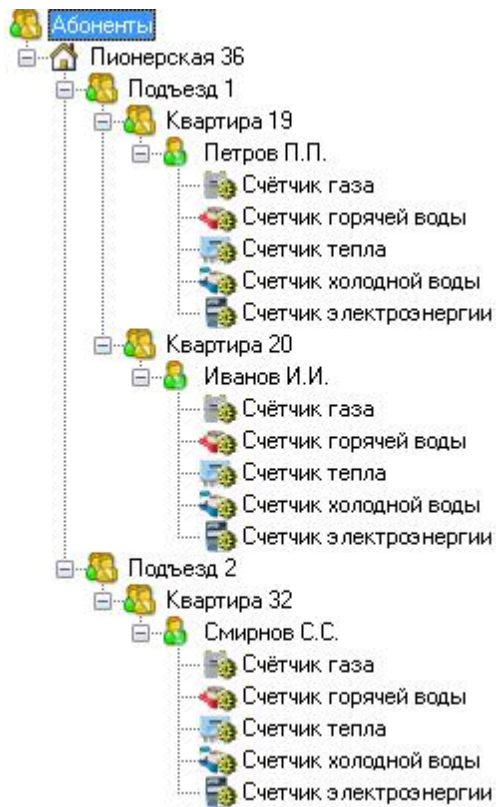 Абоненты
Пионерская 36
Подъезд 1
Квартира 19
Петров П.П.
Счётчик газа
Счетчик горячей воды
Счетчик тепла
Счетчик холодной воды
Счетчик электроэнергии
Квартира 20
Иванов И.И.
Счётчик газа
Счетчик горячей воды
Счетчик тепла
Счетчик холодной воды
Счетчик электроэнергии
Подъезд 2
Квартира 32
Смирнов С.С.
Счётчик газа
Счетчик горячей воды
Счетчик тепла
Счетчик холодной воды
Счетчик электроэнергии